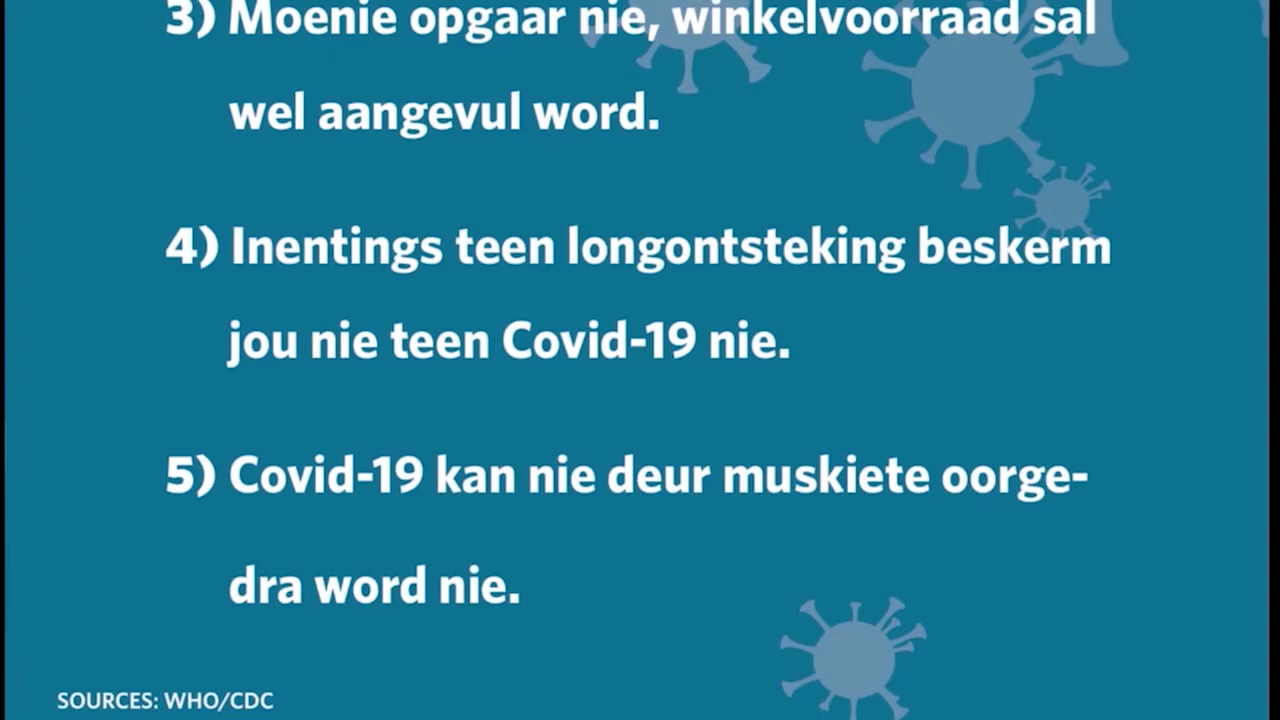 3) Moenie opgaar nie, winkelvoorraad sal
wel aangevul word.
4) Inentings teen longontsteking beskerm
jou nie teen Covid-19 nie.
5) Covid-19 kan nie deur muskiete oorge-
dra word nie.
SOURCES: WHO/CDC